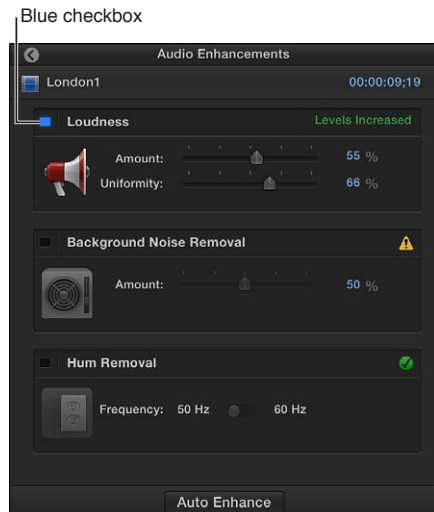 Blue checkbox
Audio Enhancements
London1 00:00:09;19
Loudness Levels Increased
Amount: 55 %
Uniformity: 66 %
Background Noise Removal
Amount: 50 %
Hum Removal
Frequency: 50 Hz 60 Hz
Auto Enhance